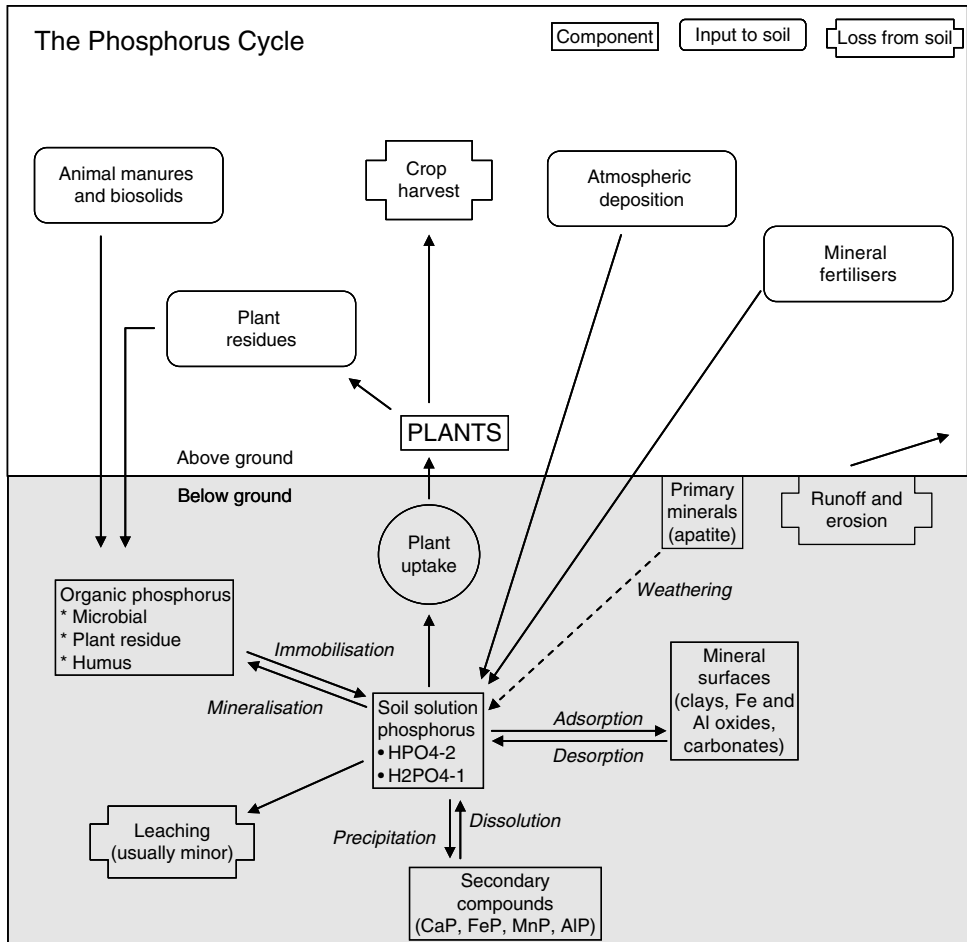 The Phosphorus Cycle
Component
Input to soil
Loss from soil
Animal manures
and biosolids
Crop
harvest
Atmospheric
deposition
Mineral
fertilisers
Plant
residues
PLANTS
Above ground
Below ground
Primary
minerals
(apatite)
Runoff and
erosion
Plant
uptake
Weathering
Organic phosphorus
* Microbial
* Plant residue
* Humus
Immobilisation
Mineralisation
Soil solution
phosphorus
• HPO4-2
• H2PO4-1
Adsorption
Desorption
Mineral
surfaces
(clays, Fe and
Al oxides,
carbonates)
Leaching
(usually minor)
Precipitation
Dissolution
Secondary
compounds
(CaP, FeP, MnP, AlP)